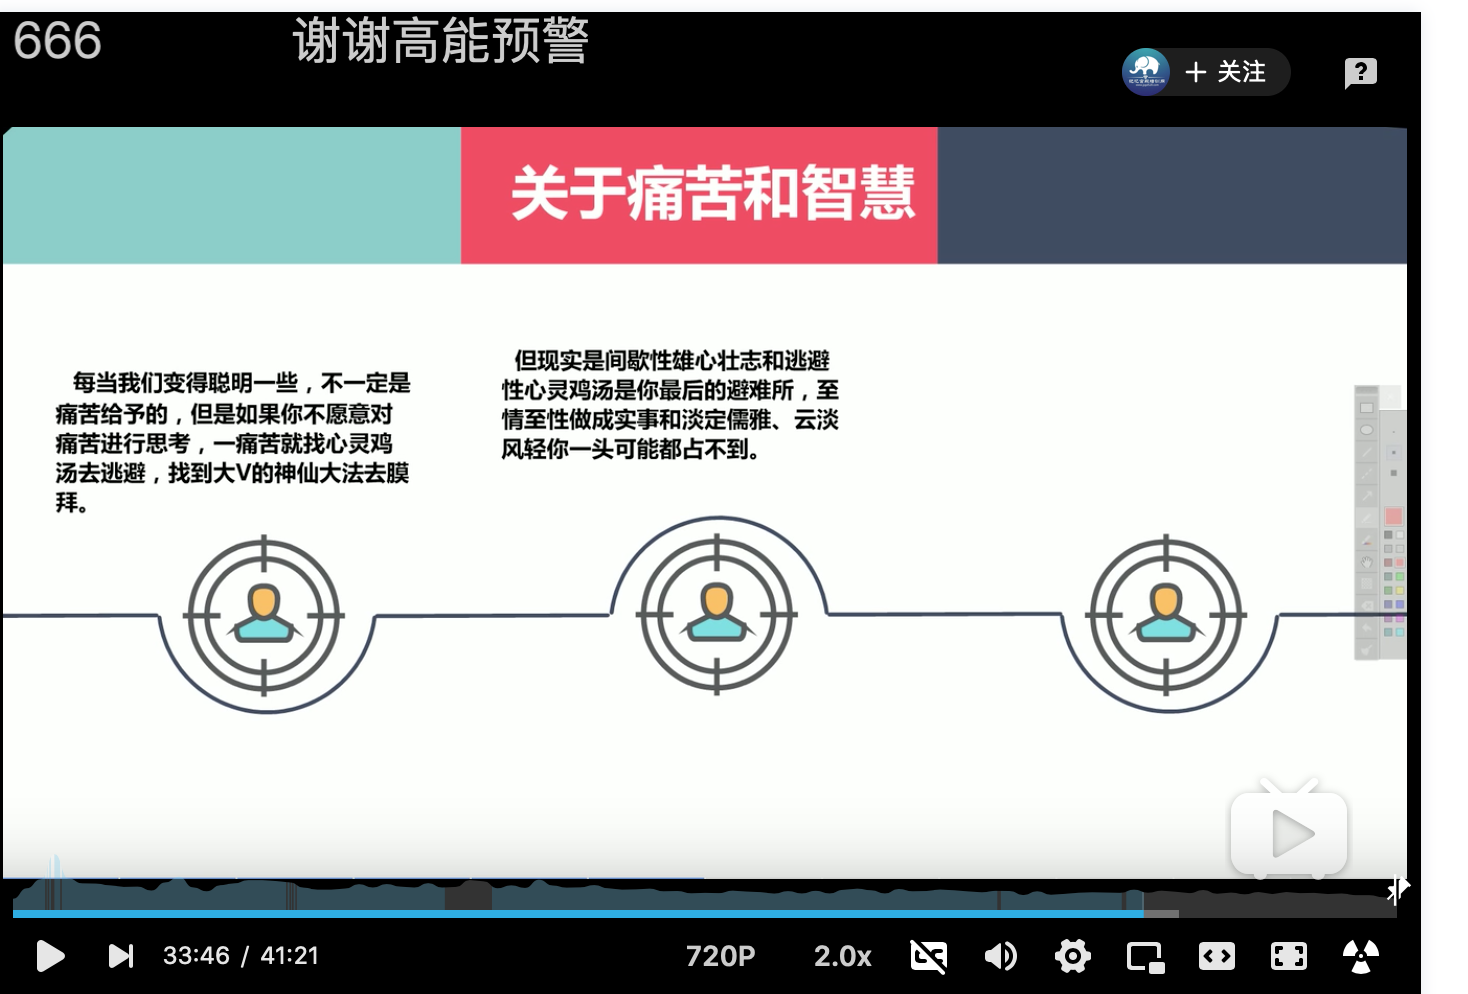 666
谢谢高能预警
+ 关注
关于痛苦和智慧
每当我们变得聪明一些，不一定是
痛苦给予的，但是如果你不愿意对
痛苦进行思考，一痛苦就找心灵鸡
汤去逃避，找到大V的神仙大法去膜
拜。
但现实是间歇性雄心壮志和逃避
性心灵鸡汤是你最后的避难所，至
情至性做成实事和淡定儒雅、云淡
风轻你一头可能都占不到。
33:46 / 41:21
720P
2.0x